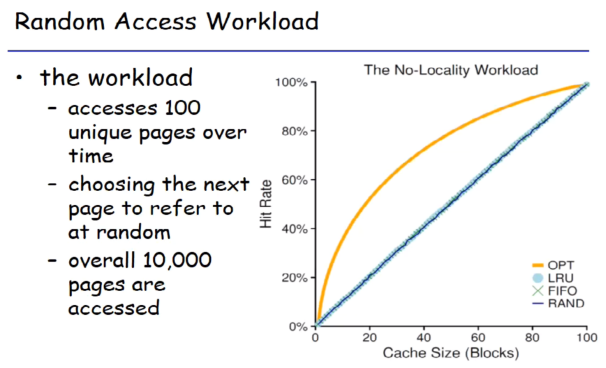 Random Access Workload
• the workload
– accesses 100
unique pages over
time
– choosing the next
page to refer to
at random
– overall 10,000
pages are
accessed
The No-Locality Workload
100%
80%
60%
40%
20%
0%
Hit Rate
OPT
LRU
FIFO
RAND
0 20 40 60 80 100
Cache Size (Blocks)